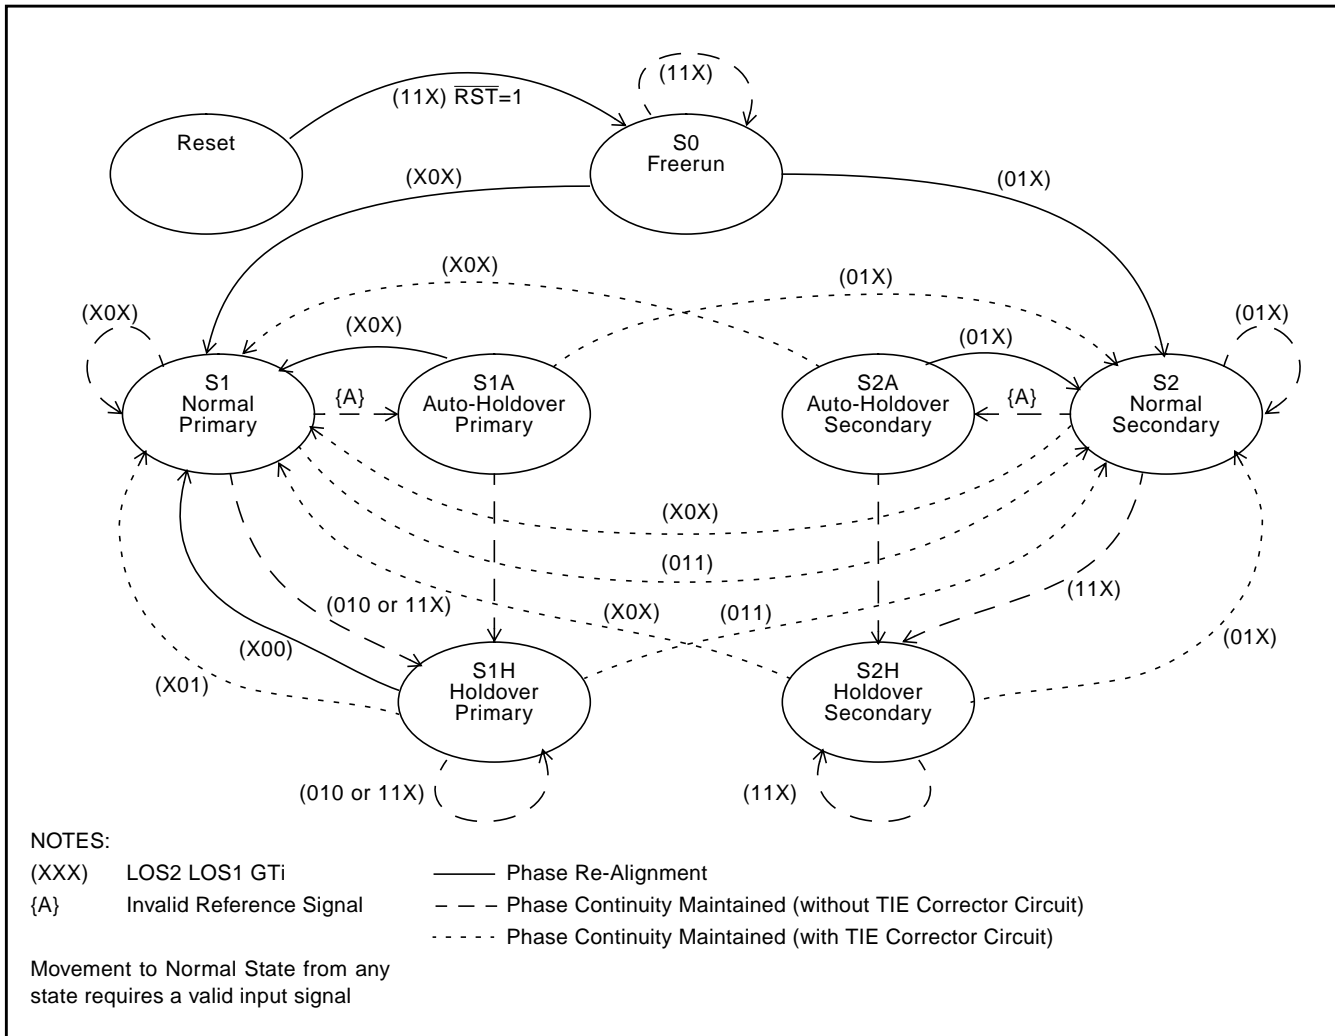 (11X)
(11X) RST=1
Reset
S0
Freerun
(X0X)
(01X)
(X0X)
(01X)
(X0X)
(X0X)
(01X)
(01X)
S1
Normal
Primary
{A}
S1A
Auto-Holdover
Primary
S2A
Auto-Holdover
Secondary
{A}
S2
Normal
Secondary
(X0X)
(011)
(010 or 11X)
(X0X)
(011)
(11X)
(X00)
(01X)
(X01)
S1H
Holdover
Primary
S2H
Holdover
Secondary
(010 or 11X)
(11X)
NOTES:
(XXX) LOS2 LOS1 GTi
{A} Invalid Reference Signal
Phase Re-Alignment
Phase Continuity Maintained (without TIE Corrector Circuit)
Phase Continuity Maintained (with TIE Corrector Circuit)
Movement to Normal State from any
state requires a valid input signal